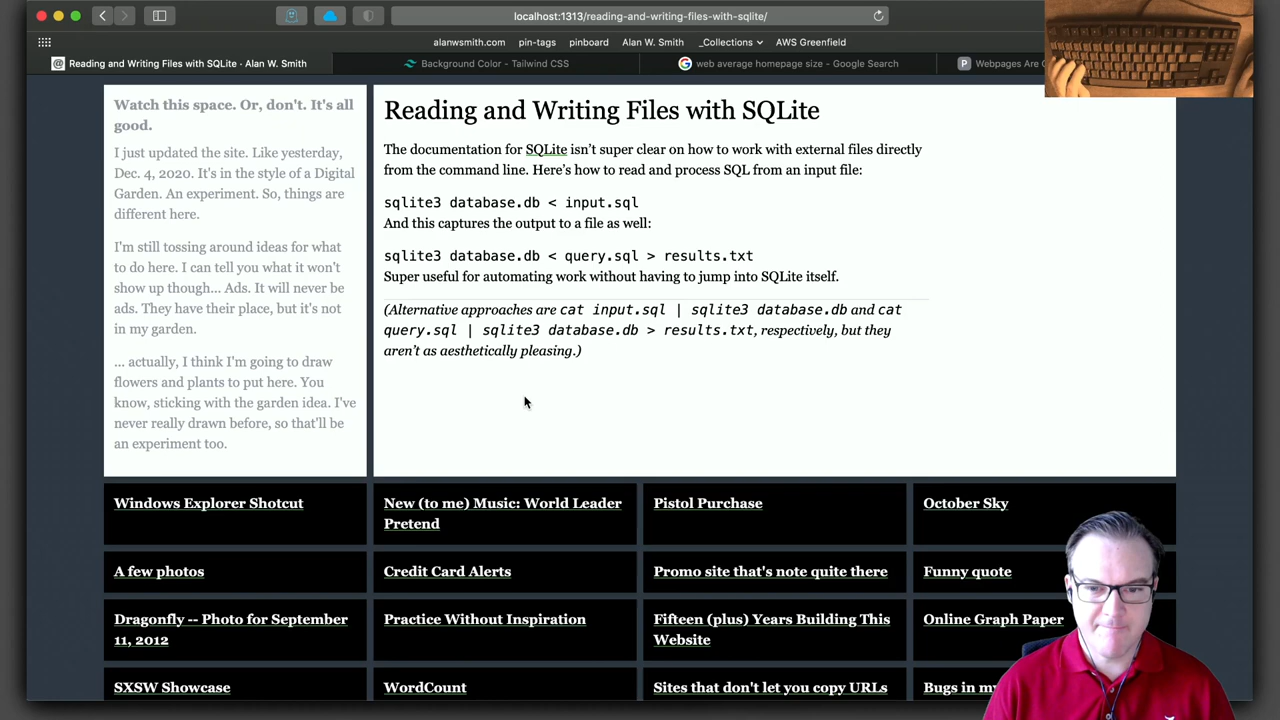 localhost:1313/reading-and-writing-files-with-sqlite/
alanwsmith.com pin-tags pinboard Alan W. Smith _Collections AWS Greenfield
Reading and Writing Files with SQLite · Alan W. Smith
Background Color - Tailwind CSS
web average homepage size - Google Search
Webpages Are
Watch this space. Or, don't. It's all
good.
I just updated the site. Like yesterday,
Dec. 4, 2020. It's in the style of a Digital
Garden. An experiment. So, things are
different here.
I'm still tossing around ideas for what
to do here. I can tell you what it won't
show up though... Ads. It will never be
ads. They have their place, but it's not
in my garden.
... actually, I think I'm going to draw
flowers and plants to put here. You
know, sticking with the garden idea. I've
never really drawn before, so that'll be
an experiment too.
Reading and Writing Files with SQLite
The documentation for SQLite isn’t super clear on how to work with external files directly
from the command line. Here’s how to read and process SQL from an input file:
sqlite3 database.db < input.sql
And this captures the output to a file as well:
sqlite3 database.db < query.sql > results.txt
Super useful for automating work without having to jump into SQLite itself.
(Alternative approaches are cat input.sql | sqlite3 database.db and cat
query.sql | sqlite3 database.db > results.txt, respectively, but they
aren’t as aesthetically pleasing.)
Windows Explorer Shotcut
New (to me) Music: World Leader
Pretend
Pistol Purchase
October Sky
A few photos
Credit Card Alerts
Promo site that's note quite there
Funny quote
Dragonfly -- Photo for September
11, 2012
Practice Without Inspiration
Fifteen (plus) Years Building This
Website
Online Graph Paper
SXSW Showcase
WordCount
Sites that don't let you copy URLs
Bugs in